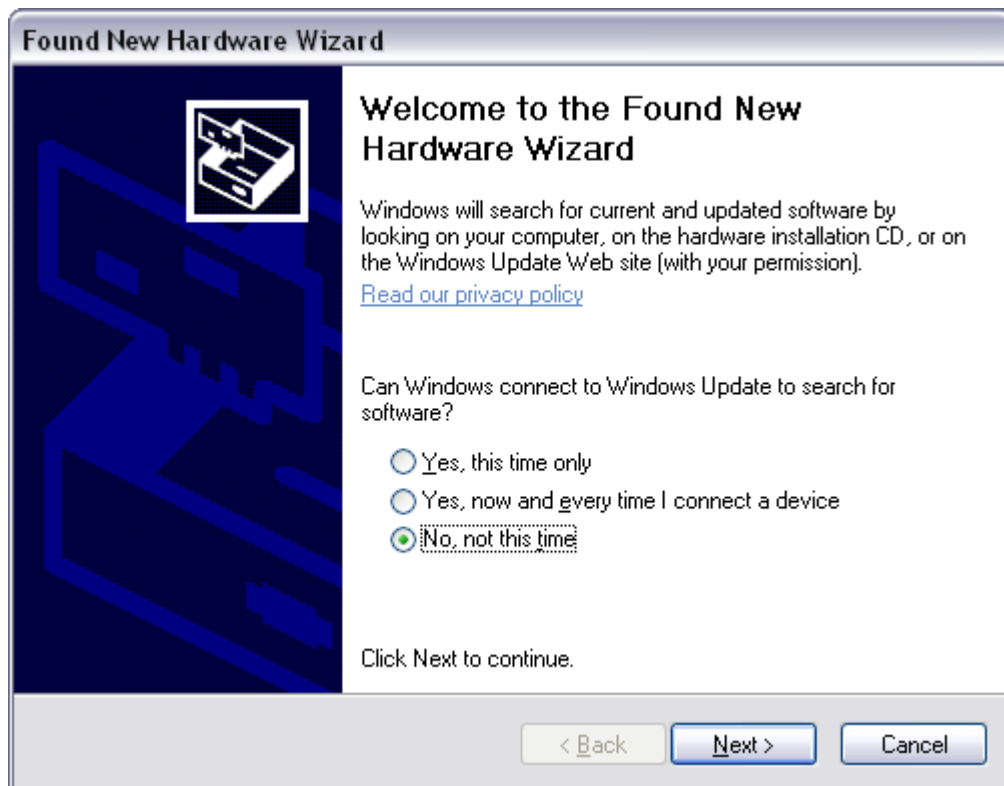 Found New Hardware Wizard
Welcome to the Found New
Hardware Wizard
Windows will search for current and updated software by
looking on your computer, on the hardware installation CD, or on
the Windows Update Web site (with your permission).
Read our privacy policy
Can Windows connect to Windows Update to search for
software?
Yes, this time only
Yes, now and every time I connect a device
No, not this time
Click Next to continue.
< Back
Next >
Cancel